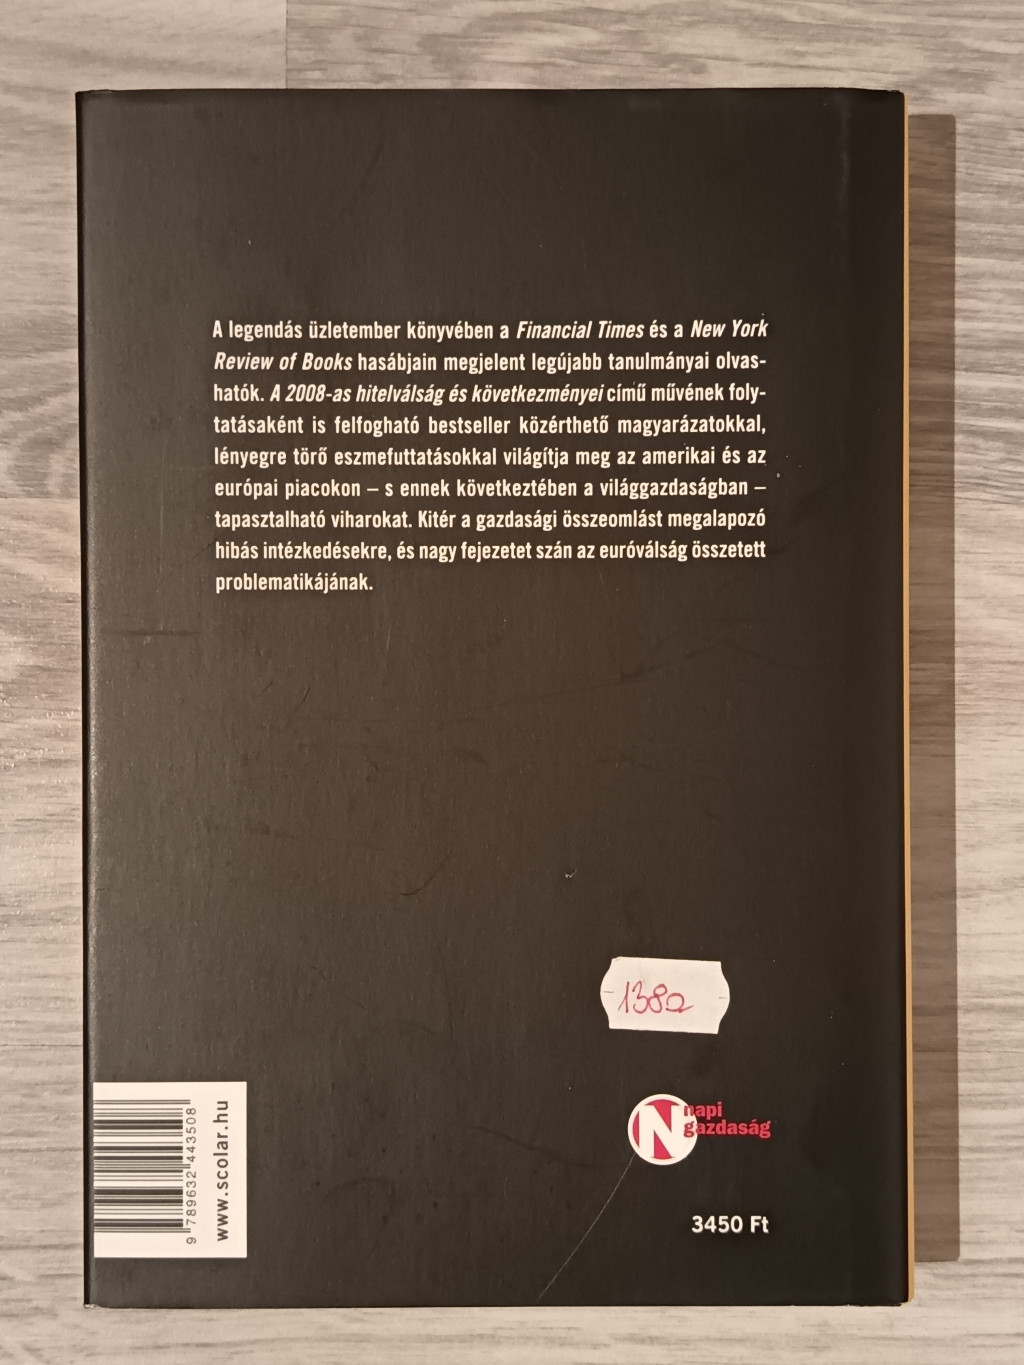 A legendás üzletember könyvében a Financial Times és a New York
Review of Books hasábjain megjelent legújabb tanulmányai olvas-
hatók. A 2008-as hitelválság és következményei című művének foly-
tatásaként is felfogható bestseller közérthető magyarázatokkal,
lényegre törő eszmefuttatásokkal világítja meg az amerikai és az
európai piacokon – s ennek következtében a világgazdaságban –
tapasztalható viharokat. Kitér a gazdasági összeomlást megalapozó
hibás intézkedésekre, és nagy fejezetet szán az euróválság összetett
problematikájának.
1380
N napi
gazdaság
3450 Ft
9 789632 443508
www.scolar.hu